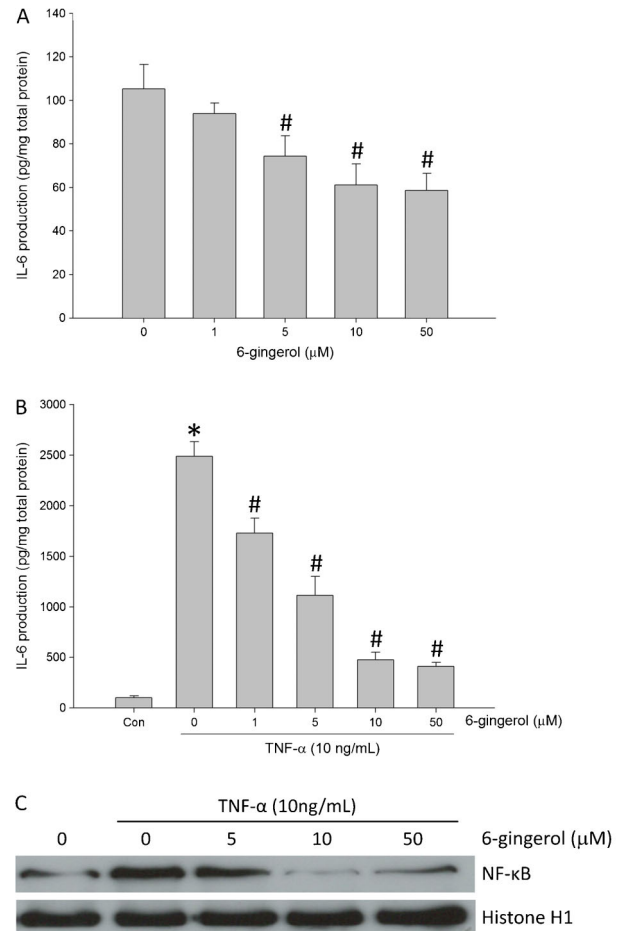 A
IL-6 production (pg/mg total protein)
140
120
100
80
60
40
20
0
0 1 5 10 50
6-gingerol (μM)
B
IL-6 production (pg/mg total protein)
3000
2500
2000
1500
1000
500
0
*
#
#
#
#
Con 0 1 5 10 50 6-gingerol (μM)
TNF-α (10 ng/mL)
#
#
#
C
TNF-α (10ng/mL)
0 0 5 10 50 6-gingerol (μM)
NF-κB
Histone H1